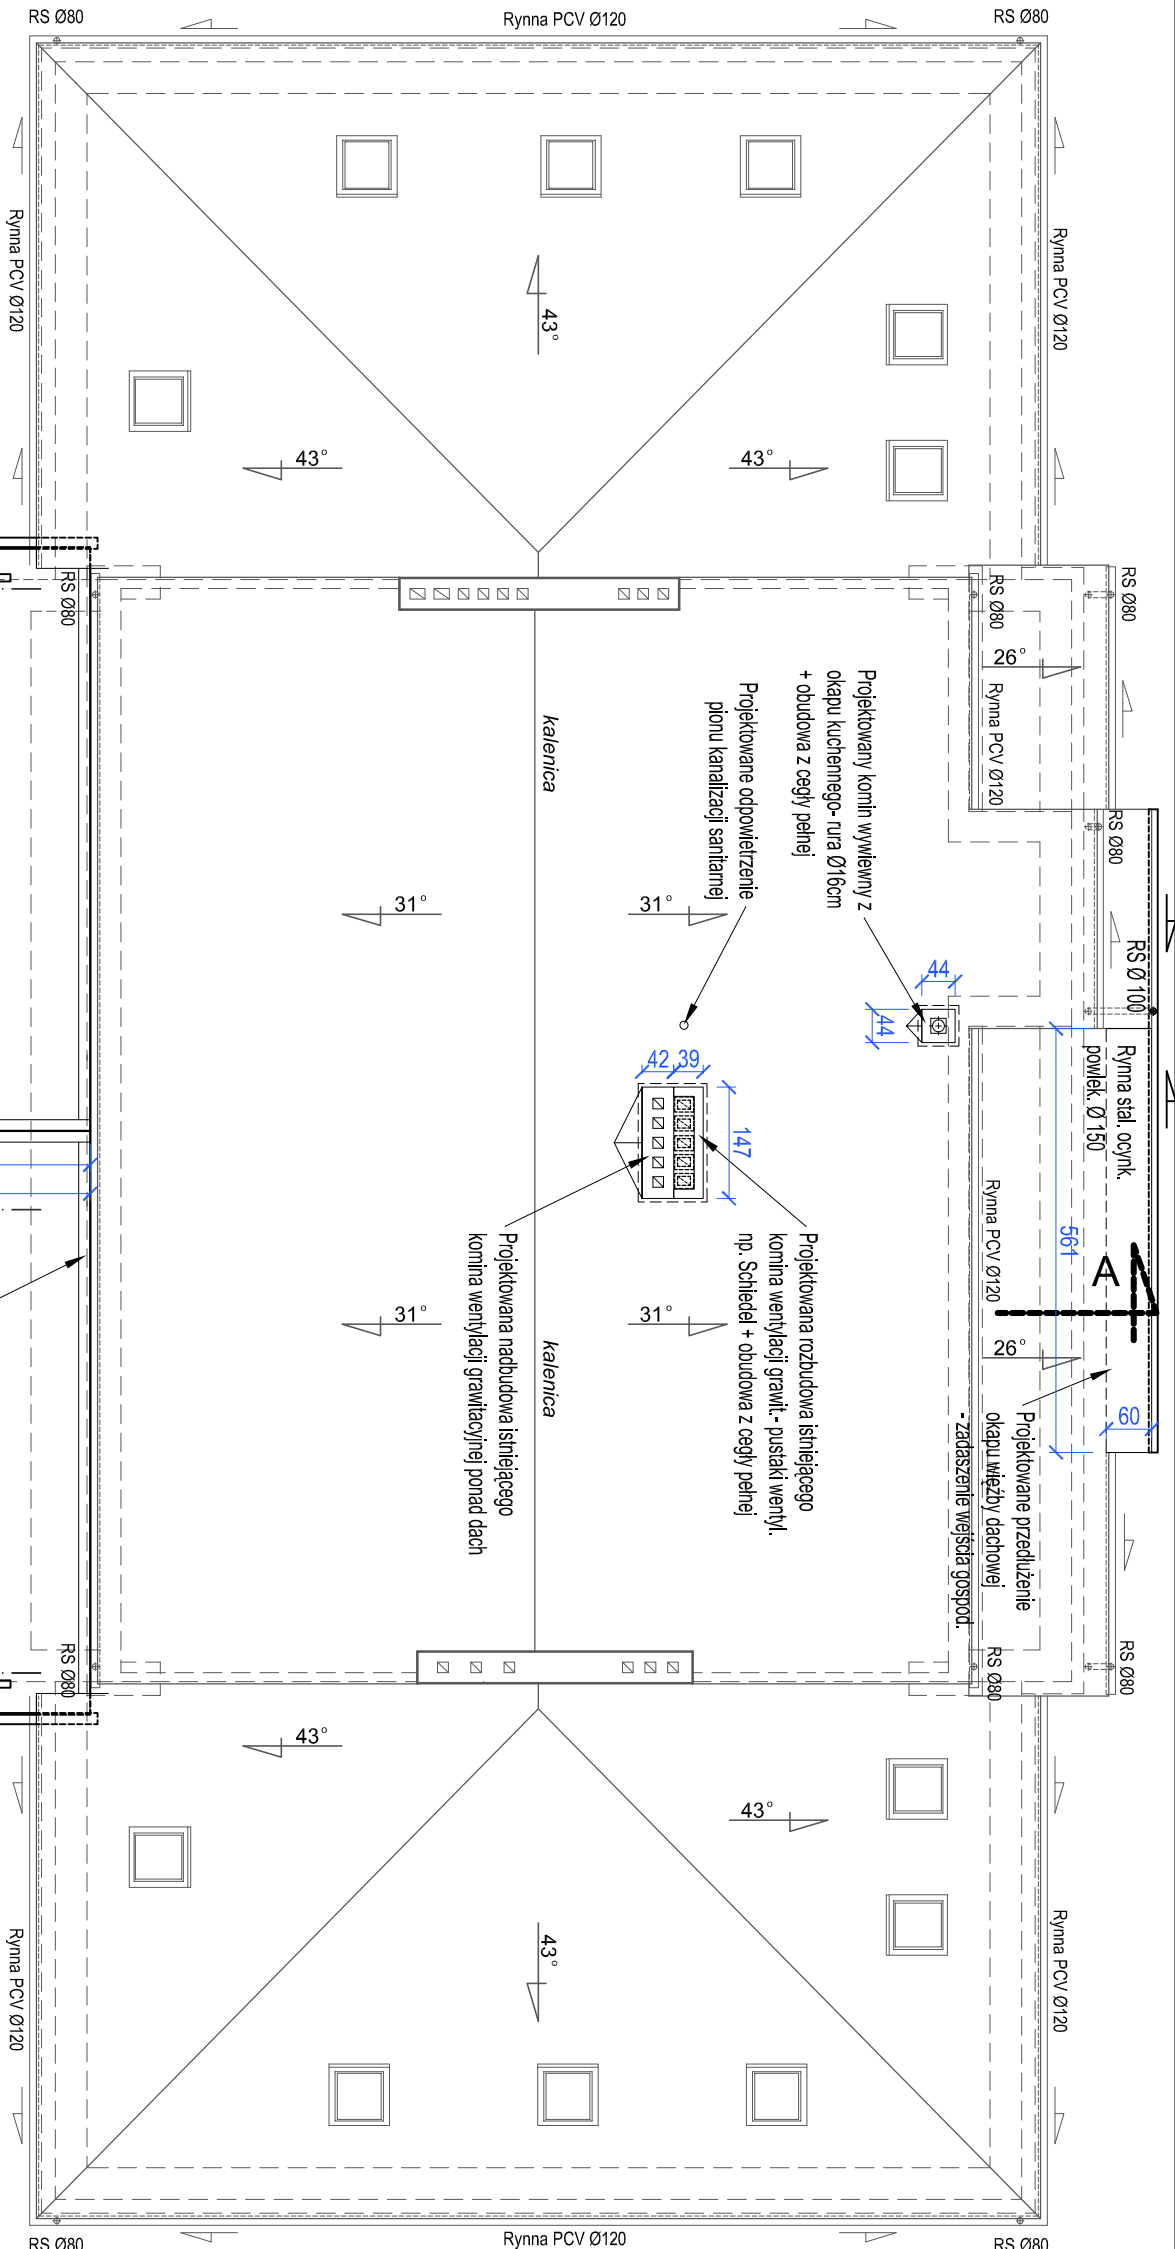 RS Ø80
Rynna PCV Ø120
RS Ø80
Rynna PCV Ø120
Rynna PCV Ø120
43°
43°
43°
RS Ø80
RS Ø80
RS Ø80
26°
Rynna PCV Ø120
kalenica
Projektowany komin wywiewny z
okapu kuchennego- rura Ø16cm
+ obudowa z cegły pełnej
Projektowane odpowietrzenie
pionu kanalizacji sanitarnej
RS Ø80
31°
31°
RS Ø 100
44
44
Rynna stal. ocynk.
powlek. Ø 150
42
39
147
561
Rynna PCV Ø120
A
Projektowana rozbudowa istniejącego
komina wentylacji grawit.- pustaki wentyl.
np. Schiedel + obudowa z cegły pełnej
Projektowana nadbudowa istniejącego
komina wentylacji grawitacyjnej ponad dach
31°
31°
26°
kalenica
60
Projektowane przedłużenie
okapu więźby dachowej
- zadaszenie wejścia gospod.
RS Ø80
RS Ø80
RS Ø80
43°
43°
43°
Rynna PCV Ø120
Rynna PCV Ø120
RS Ø80
Rynna PCV Ø120
RS Ø80